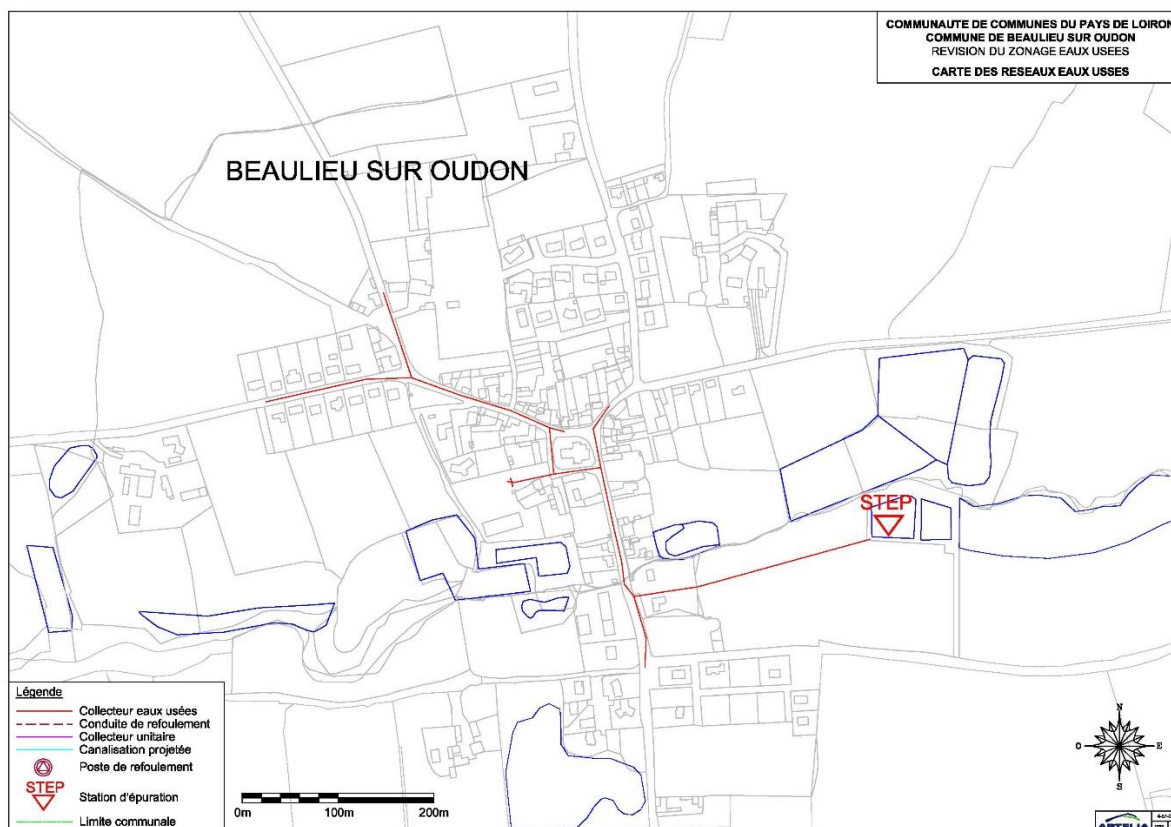 COMMUNAUTE DE COMMUNES DU PAYS DE LOIRON
COMMUNE DE BEAULIEU SUR OUDON
REVISION DU ZONAGE EAUX USEES
CARTE DES RESEAUX EAUX USSES
BEAULIEU SUR OUDON
STEP
Légende
Collecteur eaux usées
Conduite de refoulement
Collecteur unitaire
Canalisation projetée
Poste de refoulement
STEP
Station d'épuration
Limite communale
0m 100m 200m
N
O E
S
ARTELIA